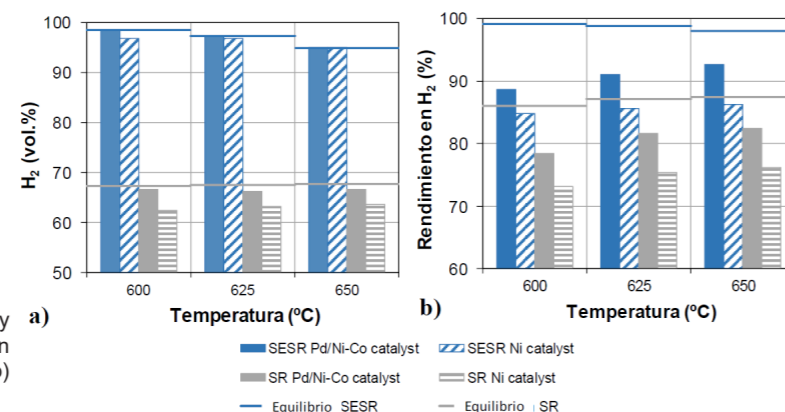 100
90
80
70
60
50
H₂ (vol.%)
600 625 650
Temperatura (ºC)
a)
100
90
80
70
60
Rendimiento en H₂ (%)
600 625 650
Temperatura (ºC)
b)
y
n
)
SESR Pd/Ni-Co catalyst SESR Ni catalyst
SR Pd/Ni-Co catalyst SR Ni catalyst
Equilibrio SESR Equilibrio SR